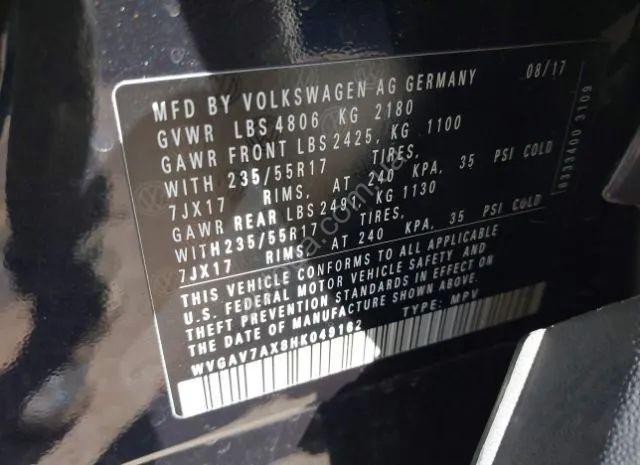 MFD BY VOLKSWAGEN AG GERMANY 08/17
GVWR LBS 4806 KG 2180
GAWR FRONT LBS 2425, KG 1100
WITH 235/55R17 TIRES,
7JX17 RIMS, AT 240 KPA, 35 PSI COLD
GAWR REAR LBS 2491, KG 1130
WITH 235/55R17 TIRES,
7JX17 RIMS, AT 240 KPA, 35 PSI COLD
THIS VEHICLE CONFORMS TO ALL APPLICABLE
U.S. FEDERAL MOTOR VEHICLE SAFETY AND
THEFT PREVENTION STANDARDS IN EFFECT ON
THE DATE OF MANUFACTURE SHOWN ABOVE.
WVGAV7AX8HK049162 TYPE: MPV